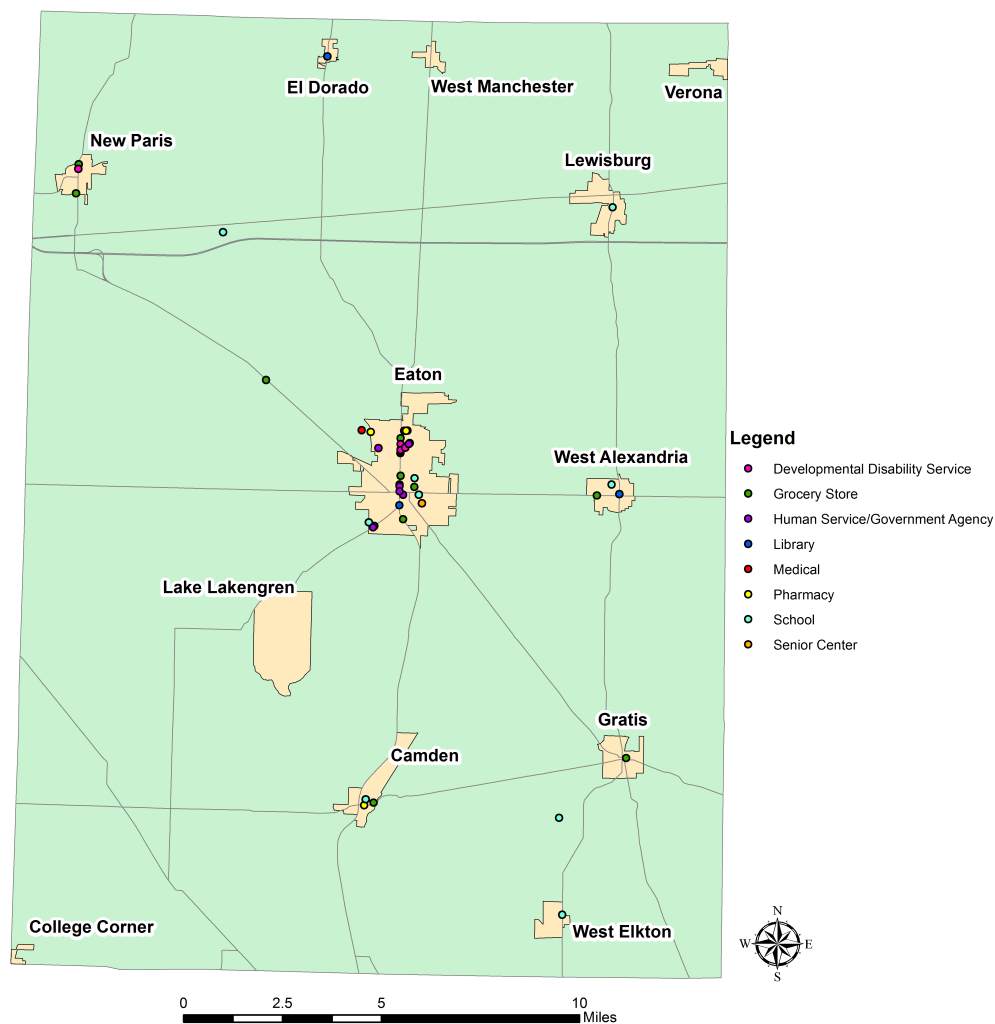 El Dorado
West Manchester
Verona
New Paris
Lewisburg
Eaton
West Alexandria
Lake Lakengren
Gratis
Camden
College Corner
West Elkton
Legend
Developmental Disability Service
Grocery Store
Human Service/Government Agency
Library
Medical
Pharmacy
School
Senior Center
N
W E
S
0 2.5 5 10
Miles